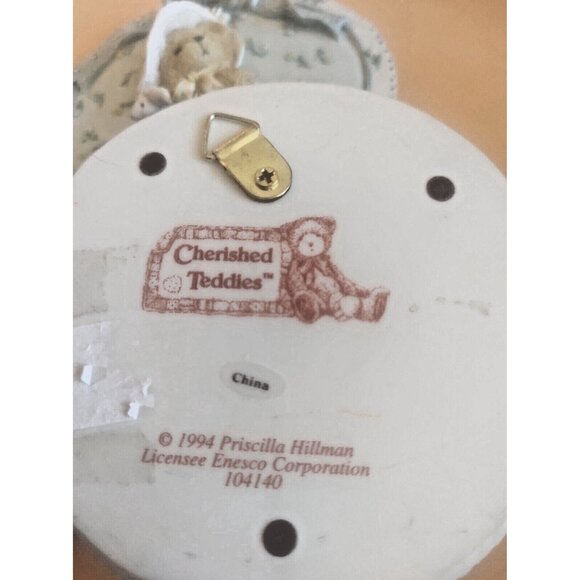 Cherished
Teddies™
China
© 1994 Priscilla Hillman
Licensee Enesco Corporation
104140